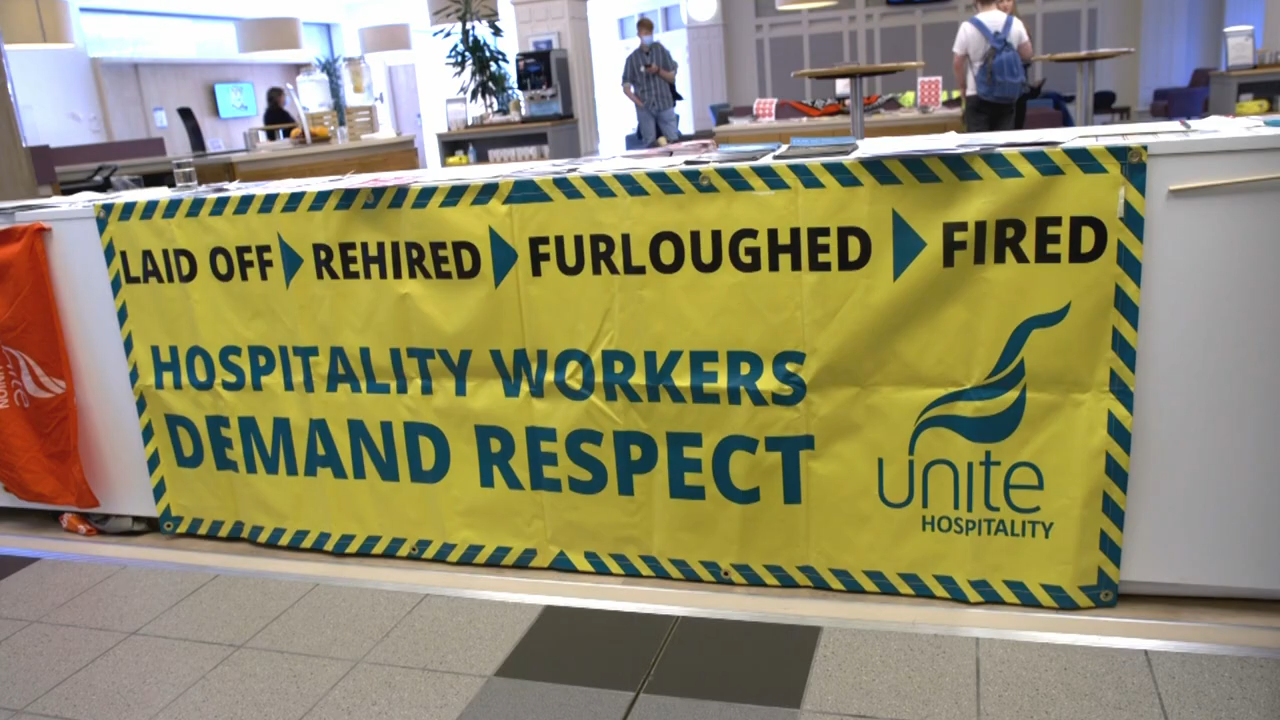 LAID OFF REHIRED FURLOUGHED FIRED
HOSPITALITY WORKERS
DEMAND RESPECT
unite
HOSPITALITY